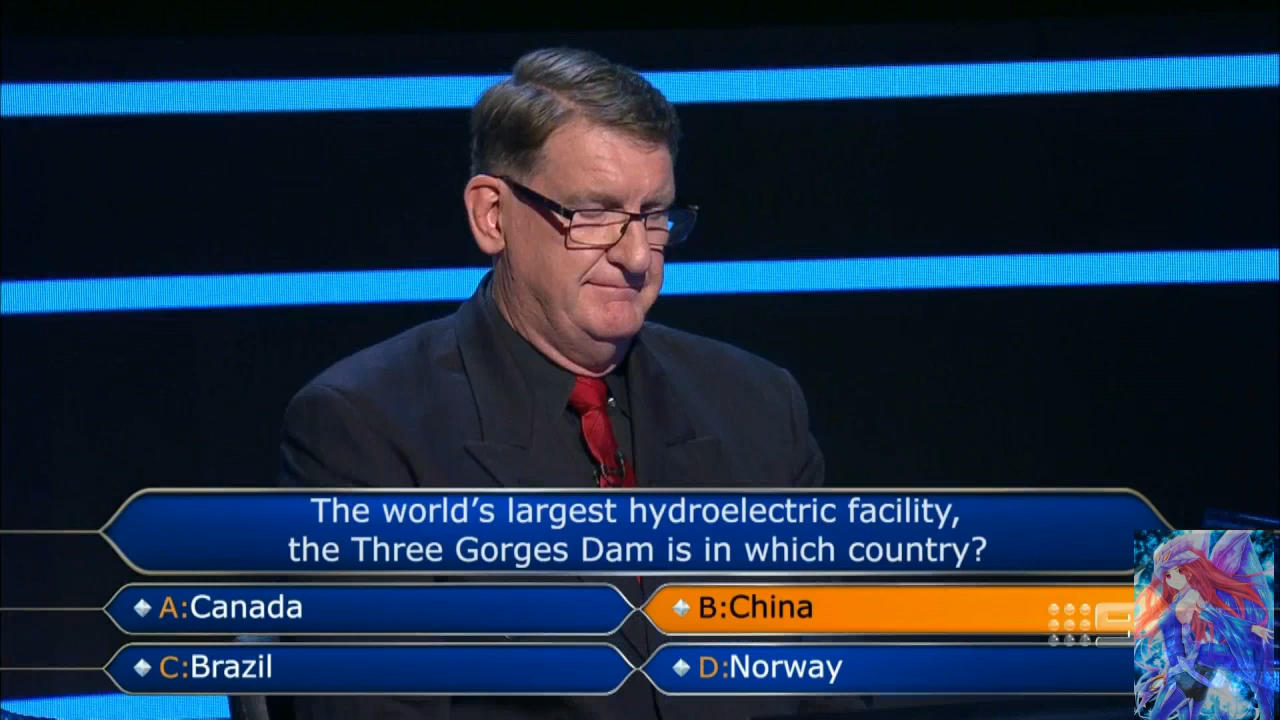 The world's largest hydroelectric facility,
the Three Gorges Dam is in which country?
A:Canada
B:China
C:Brazil
D:Norway